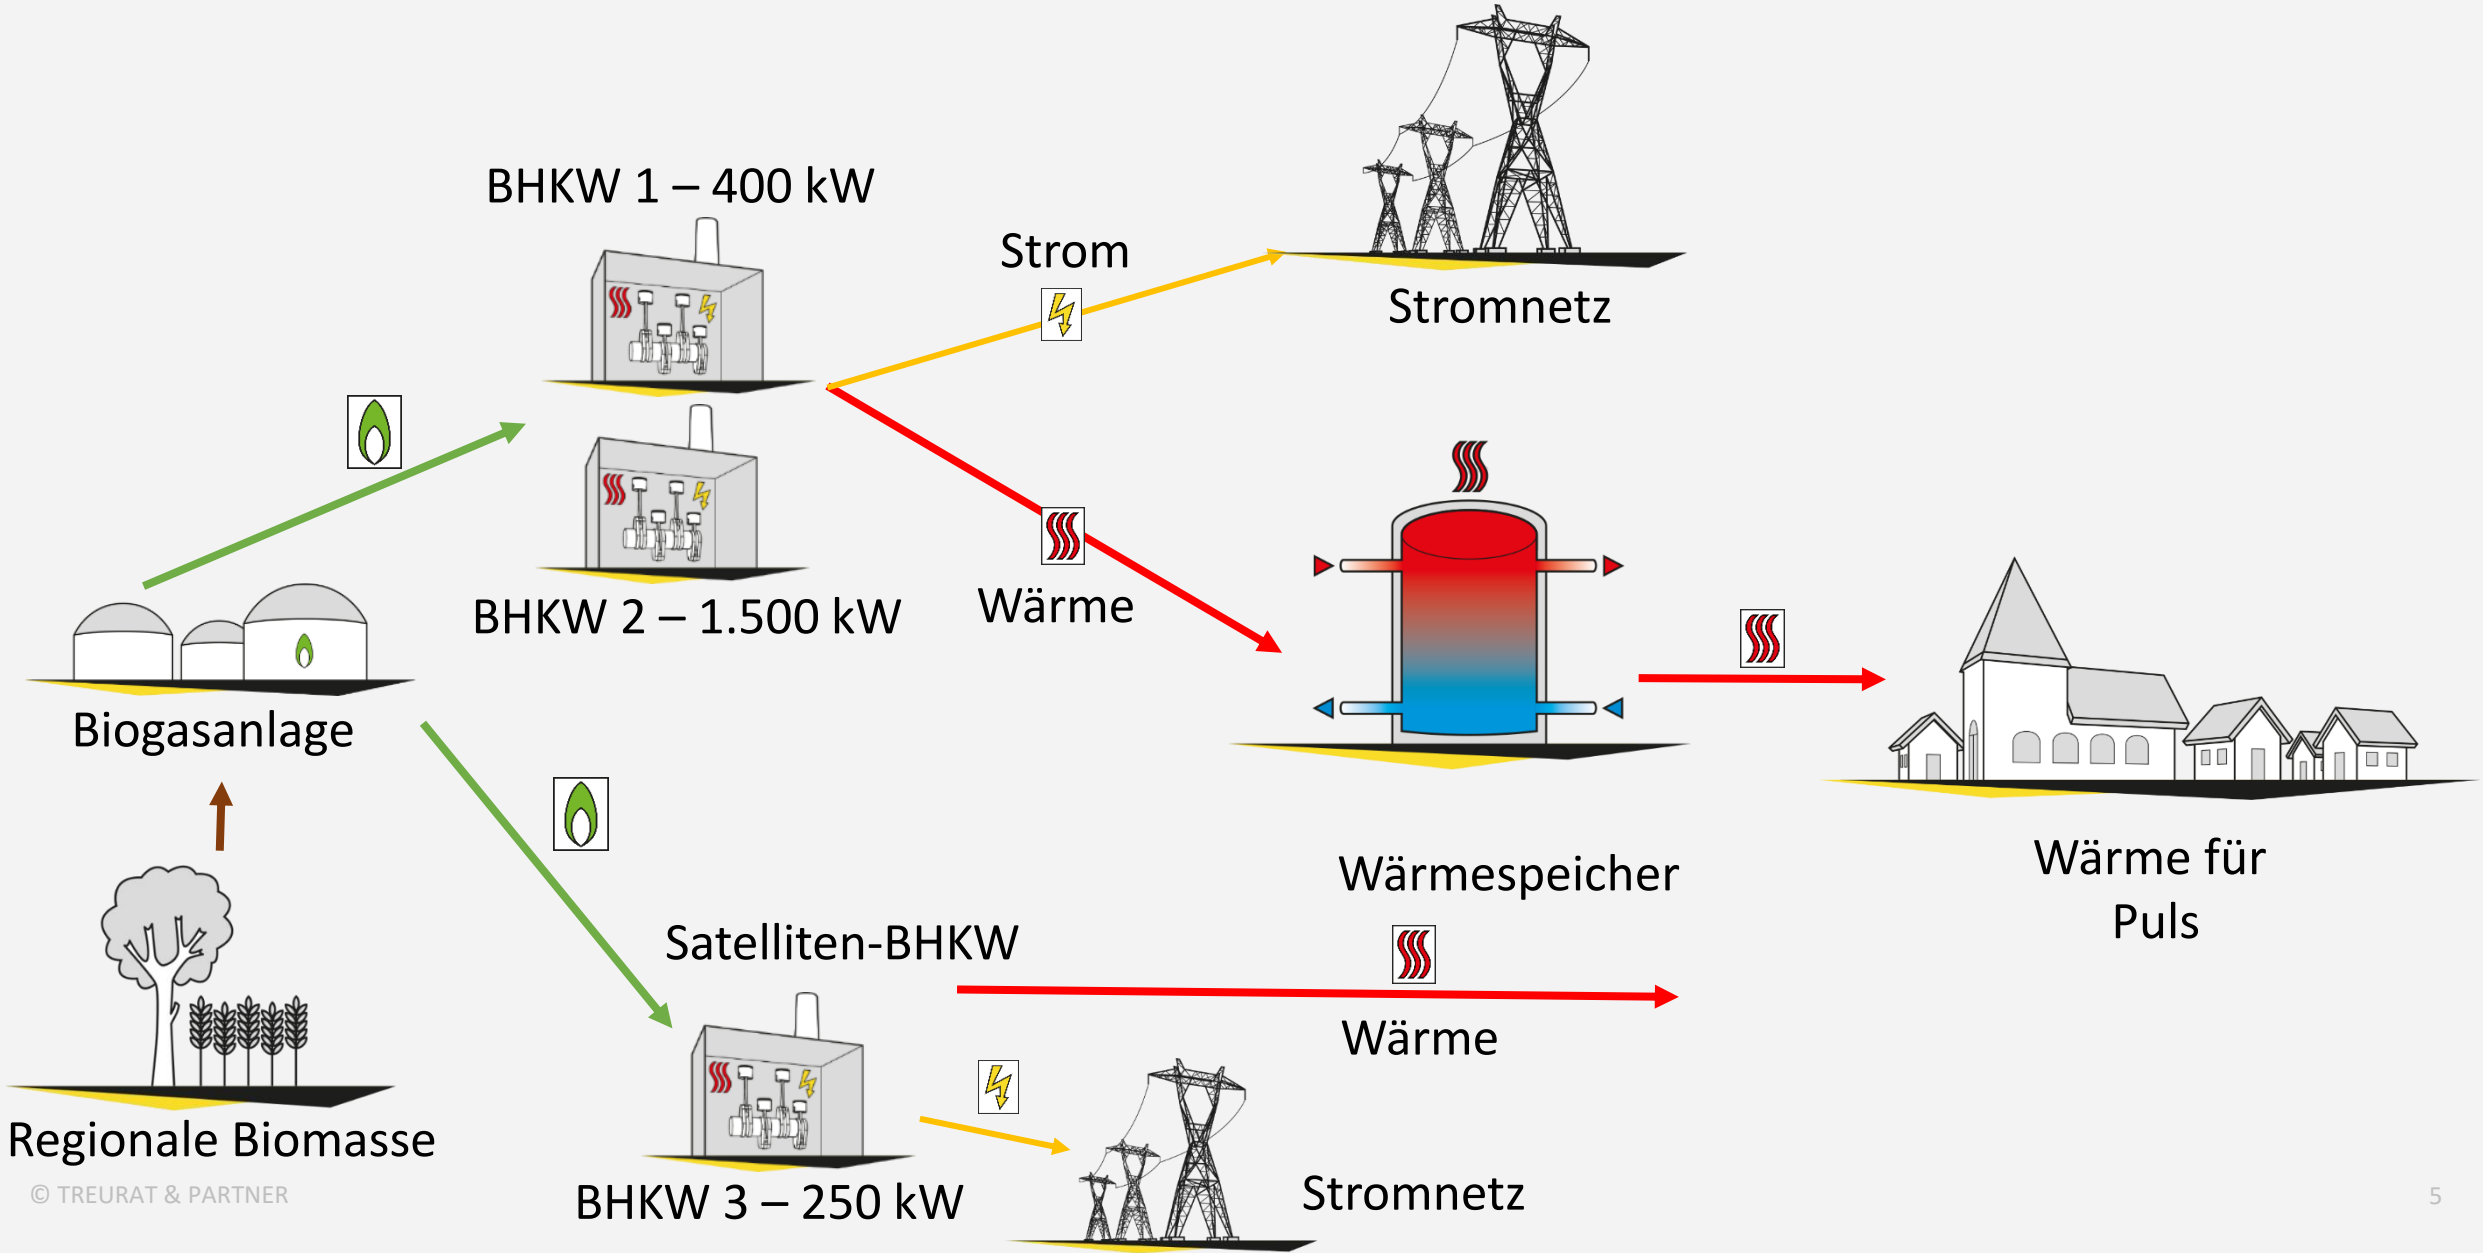 BHKW 1 – 400 kW
Strom
Stromnetz
BHKW 2 – 1.500 kW
Wärme
Biogasanlage
Wärmespeicher
Wärme für
Puls
Satelliten-BHKW
Wärme
Regionale Biomasse
BHKW 3 – 250 kW
Stromnetz
© TREURAT & PARTNER
5